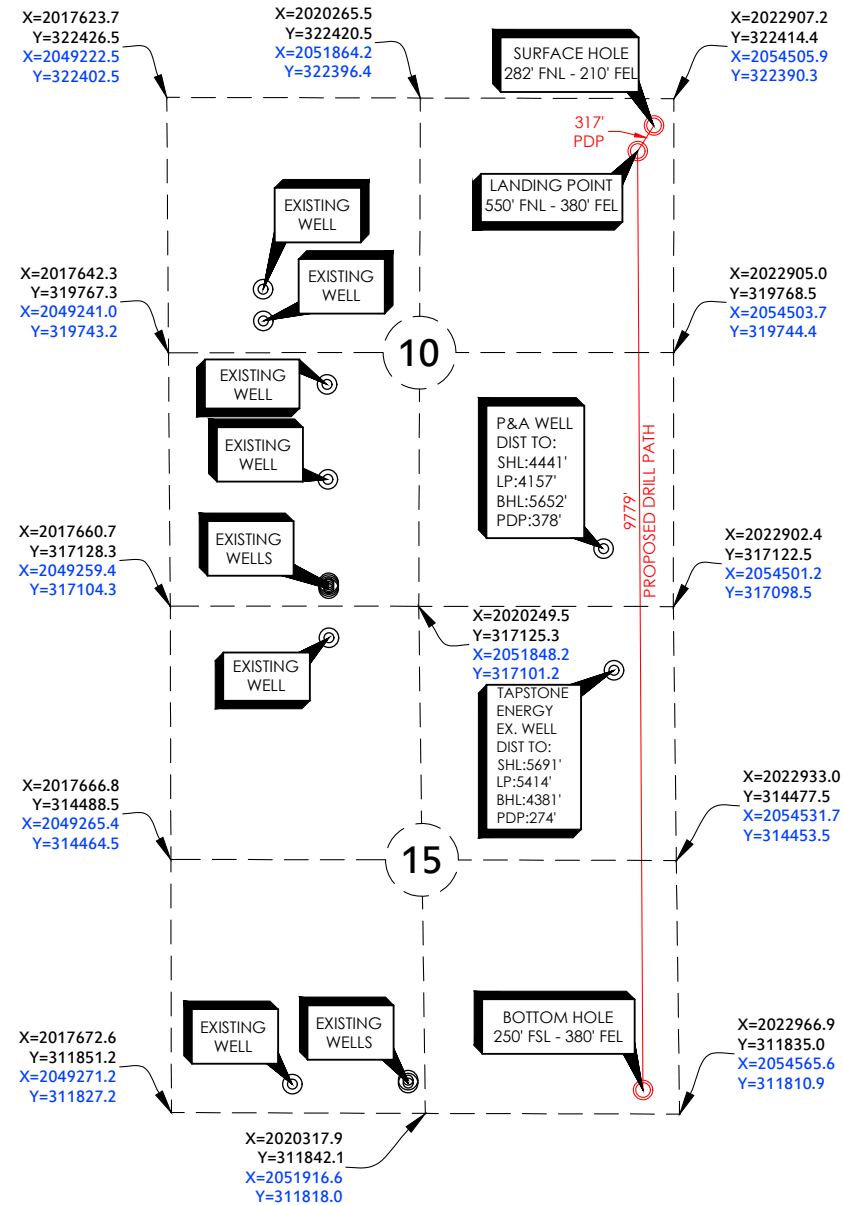 X=2017623.7
Y=322426.5
X=2049222.5
Y=322402.5
X=2020265.5
Y=322420.5
X=2051864.2
Y=322396.4
X=2022907.2
Y=322414.4
X=2054505.9
Y=322390.3
SURFACE HOLE
282' FNL - 210' FEL
317'
PDP
LANDING POINT
550' FNL - 380' FEL
EXISTING
WELL
EXISTING
WELL
X=2017642.3
Y=319767.3
X=2049241.0
Y=319743.2
X=2022905.0
Y=319768.5
X=2054503.7
Y=319744.4
10
EXISTING
WELL
EXISTING
WELL
P&A WELL
DIST TO:
SHL:4441'
LP:4157'
BHL:5652'
PDP:378'
9779'
PROPOSED DRILL PATH
EXISTING
WELLS
X=2017660.7
Y=317128.3
X=2049259.4
Y=317104.3
X=2022902.4
Y=317122.5
X=2054501.2
Y=317098.5
X=2020249.5
Y=317125.3
X=2051848.2
Y=317101.2
EXISTING
WELL
TAPSTONE
ENERGY
EX. WELL
DIST TO:
SHL:5691'
LP:5414'
BHL:4381'
PDP:274'
X=2017666.8
Y=314488.5
X=2049265.4
Y=314464.5
X=2022933.0
Y=314477.5
X=2054531.7
Y=314453.5
15
EXISTING
WELL
EXISTING
WELLS
BOTTOM HOLE
250' FSL - 380' FEL
X=2017672.6
Y=311851.2
X=2049271.2
Y=311827.2
X=2022966.9
Y=311835.0
X=2054565.6
Y=311810.9
X=2020317.9
Y=311842.1
X=2051916.6
Y=311818.0